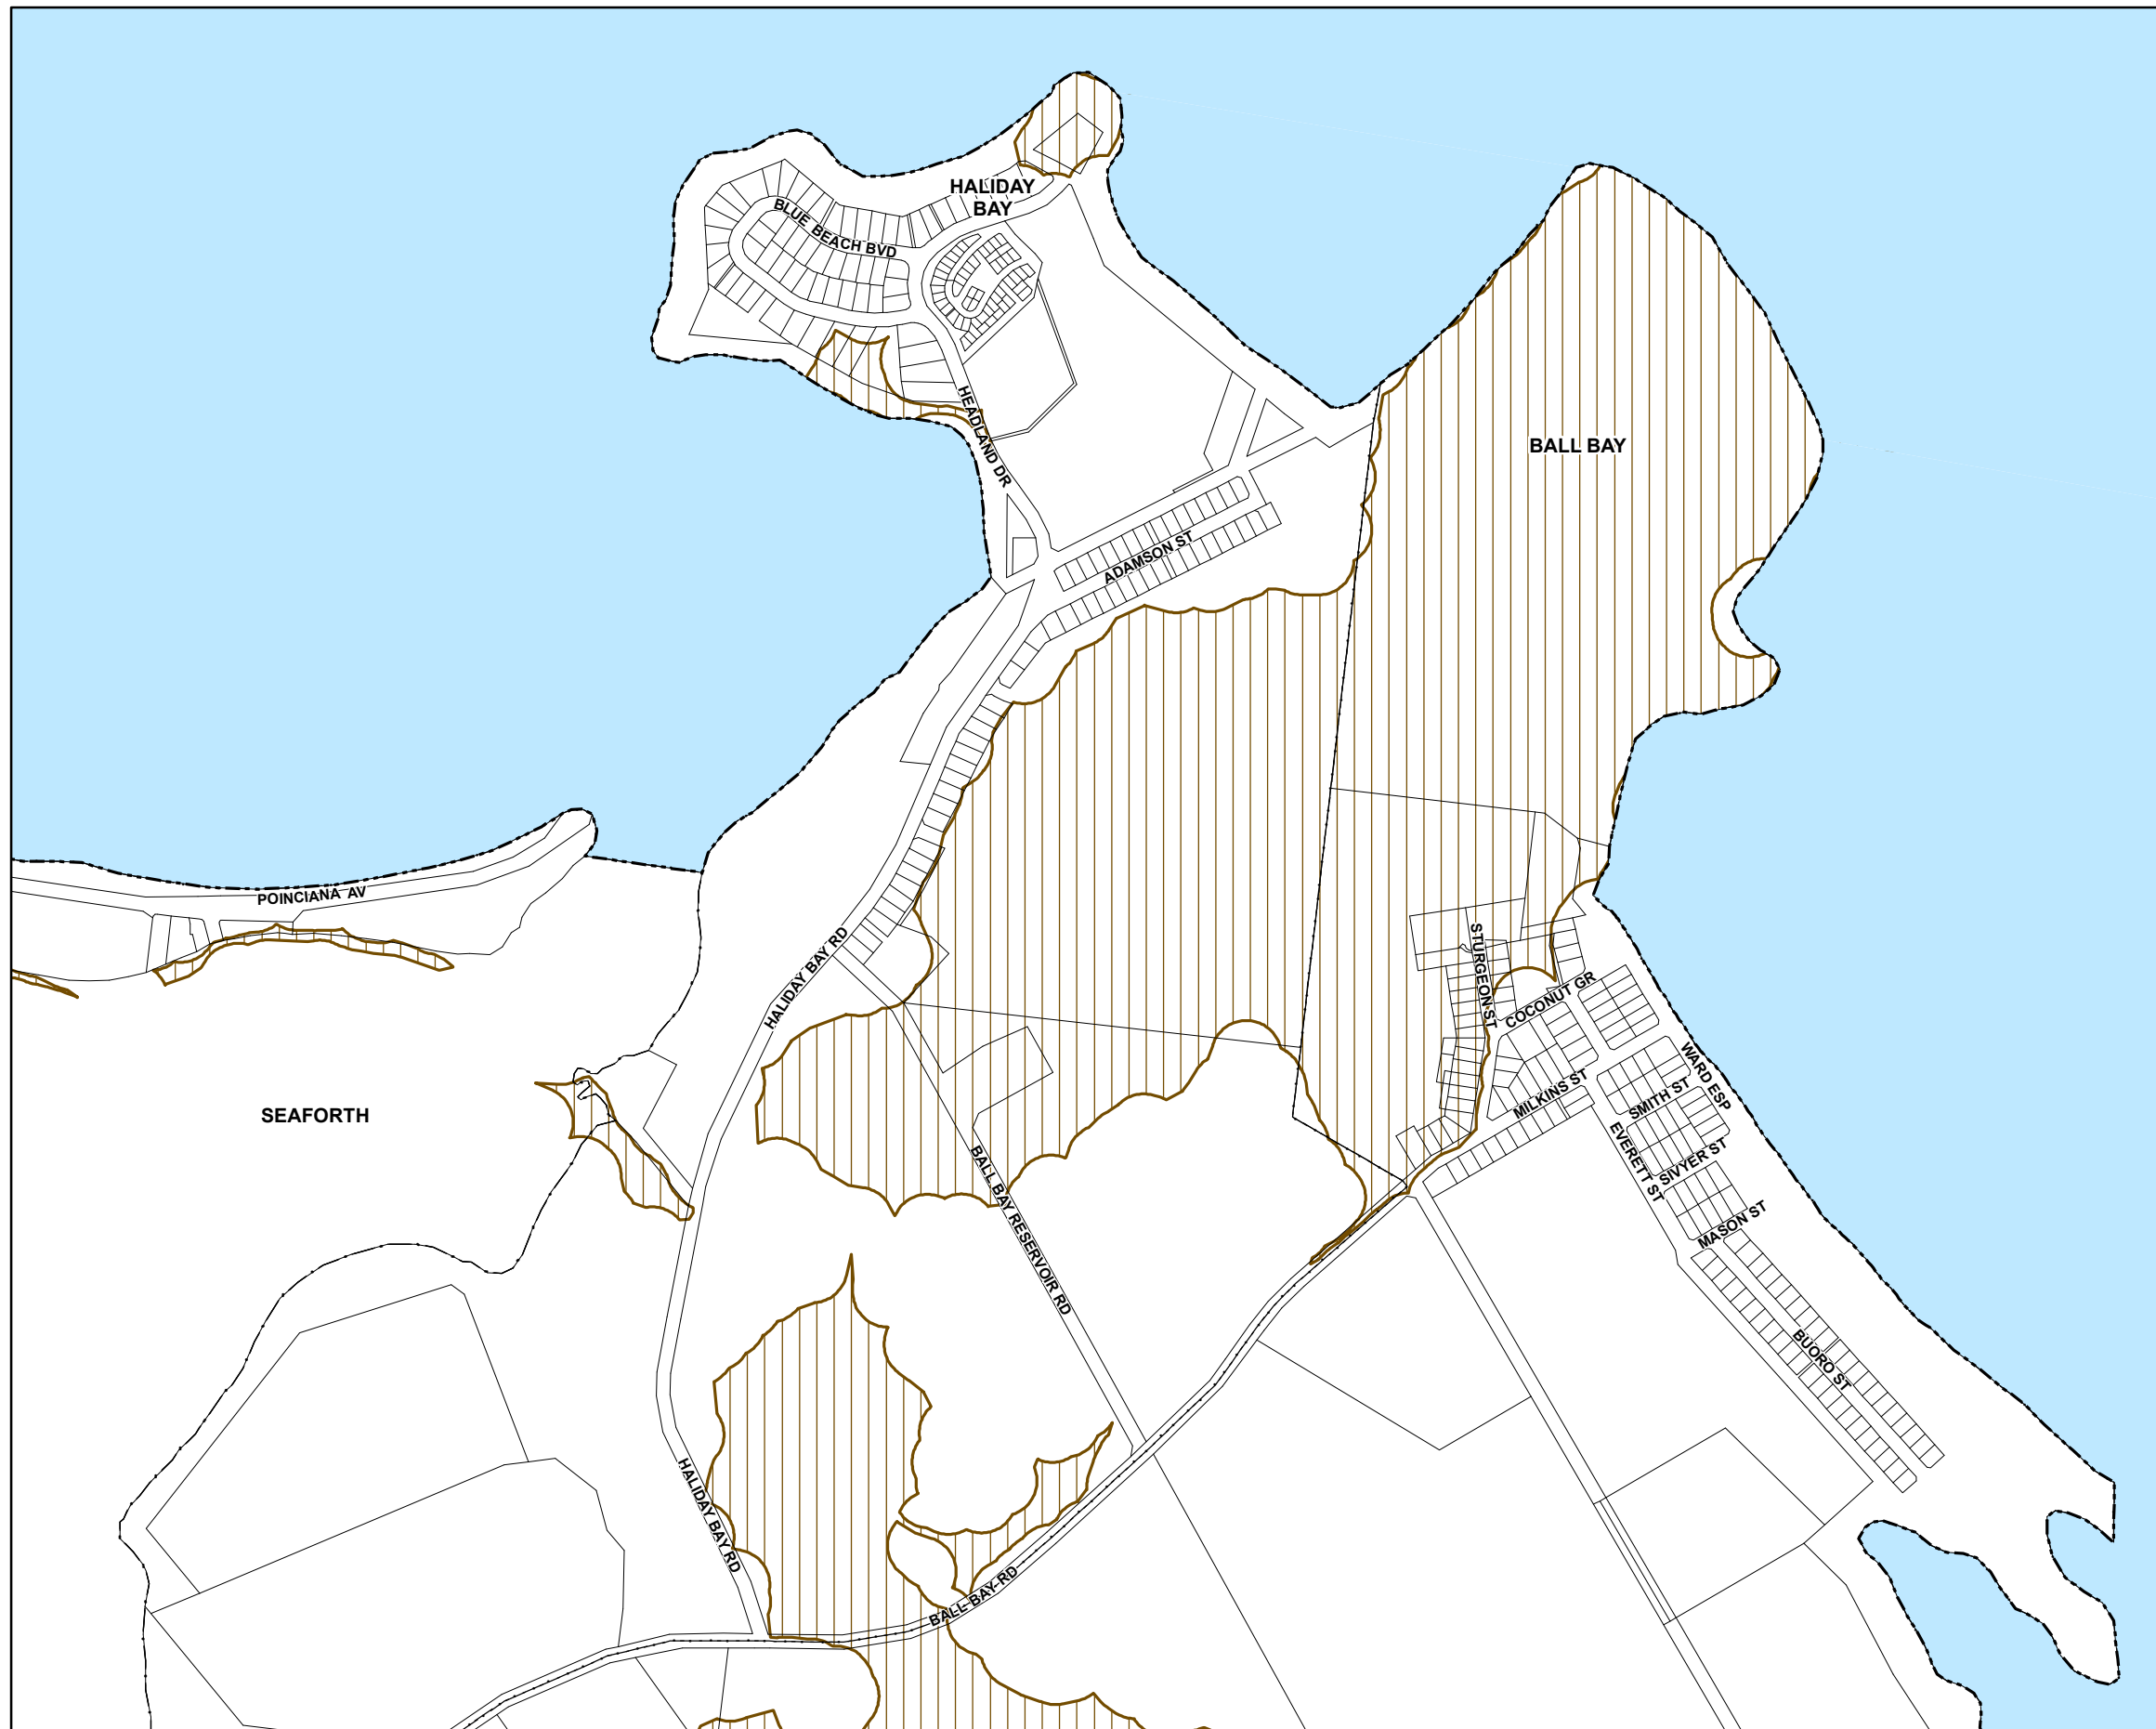 HALIDAY
BAY
BLUE BEACH BVD
HEADLAND DR
BALL BAY
ADAMSON ST
POINCIANA AV
HALIDAY BAY RD
STURGEON ST
COCONUT GR
WARD ESP
MILKINS ST
SMITH ST
SEAFORTH
EVERETT ST
SIVYER ST
MASON ST
BALL BAY RESERVOIR RD
BUORO ST
HALIDAY BAY RD
BALL BAY RD